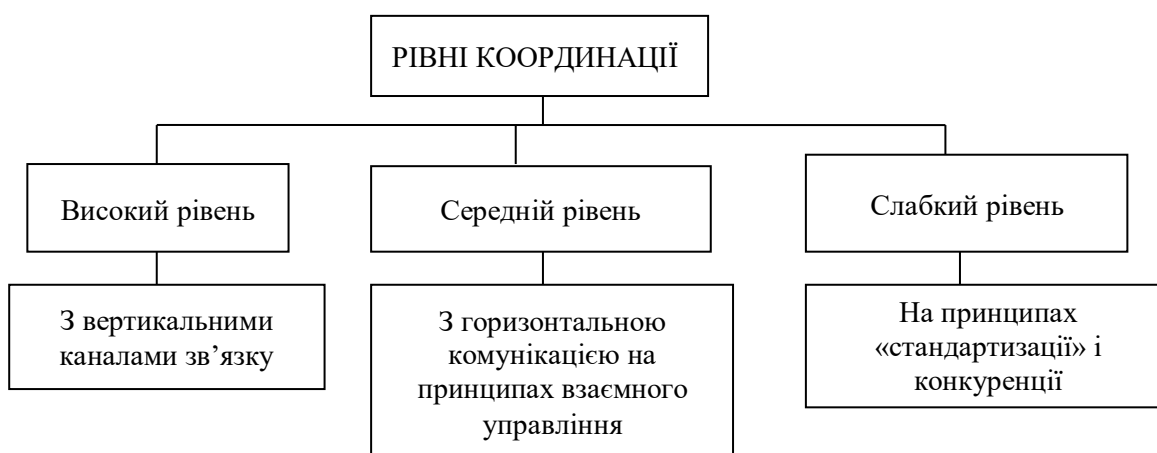 РІВНІ КООРДИНАЦІЇ
Високий рівень
Середній рівень
Слабкий рівень
З вертикальними
каналами зв’язку
З горизонтальною
комунікацією на
принципах взаємного
управління
На принципах
«стандартизації» і
конкуренції